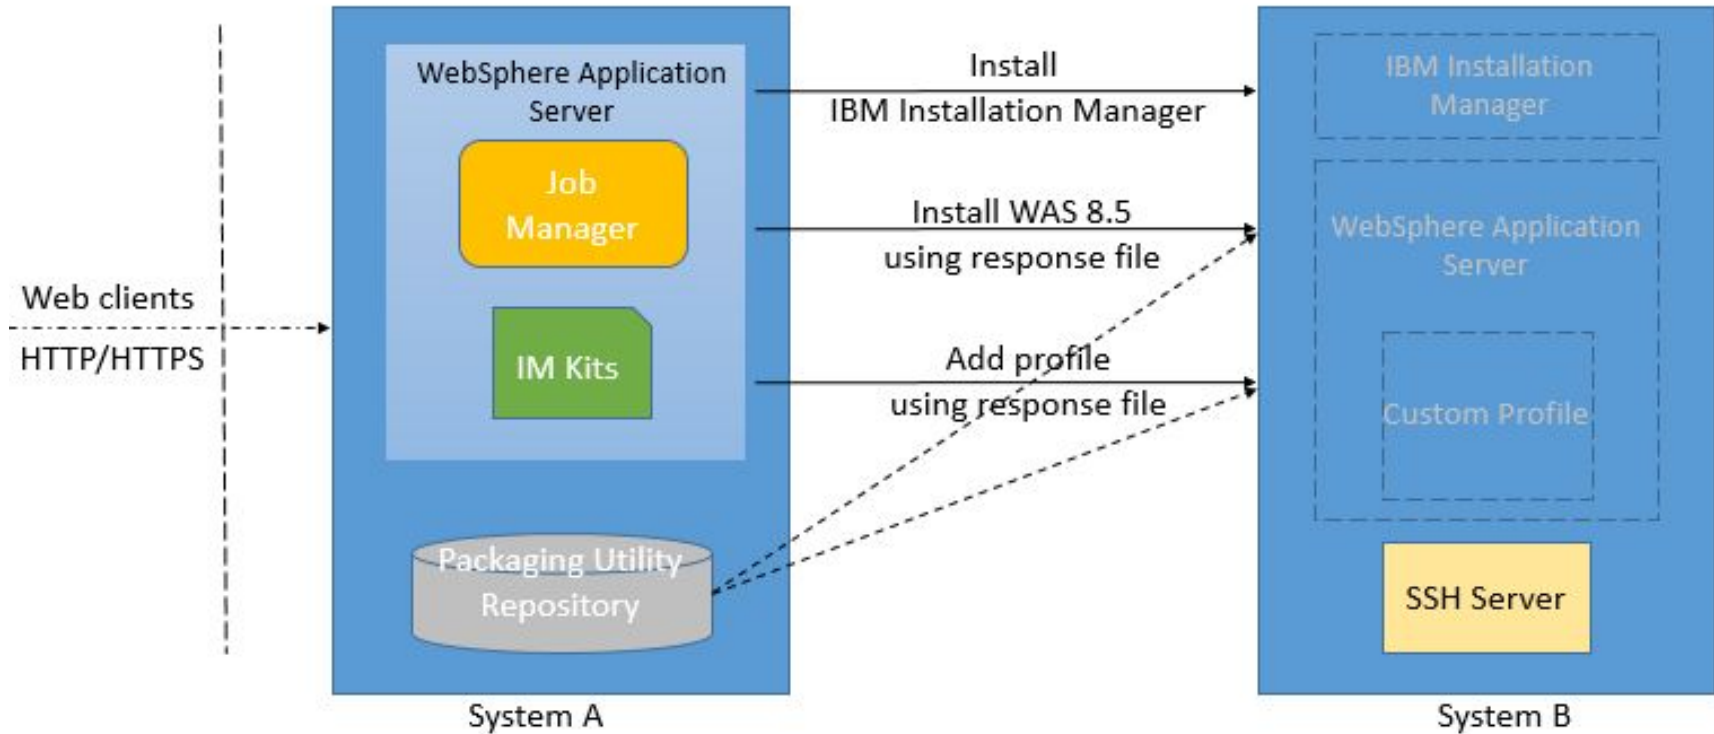 Web clients
HTTP/HTTPS
WebSphere Application
Server
Job
Manager
IM Kits
Packaging Utility
Repository
System A
Install
IBM Installation Manager
Install WAS 8.5
using response file
Add profile
using response file
IBM Installation
Manager
WebSphere Application
Server
Custom Profile
SSH Server
System B